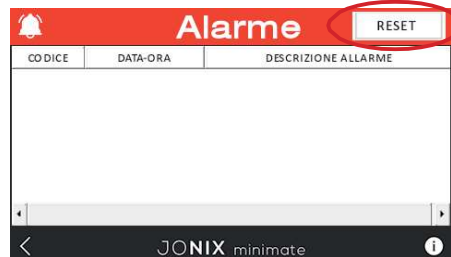 Alarme RESET
CODICE DATA-ORA DESCRIZIONE ALLARME
JONIX minimate